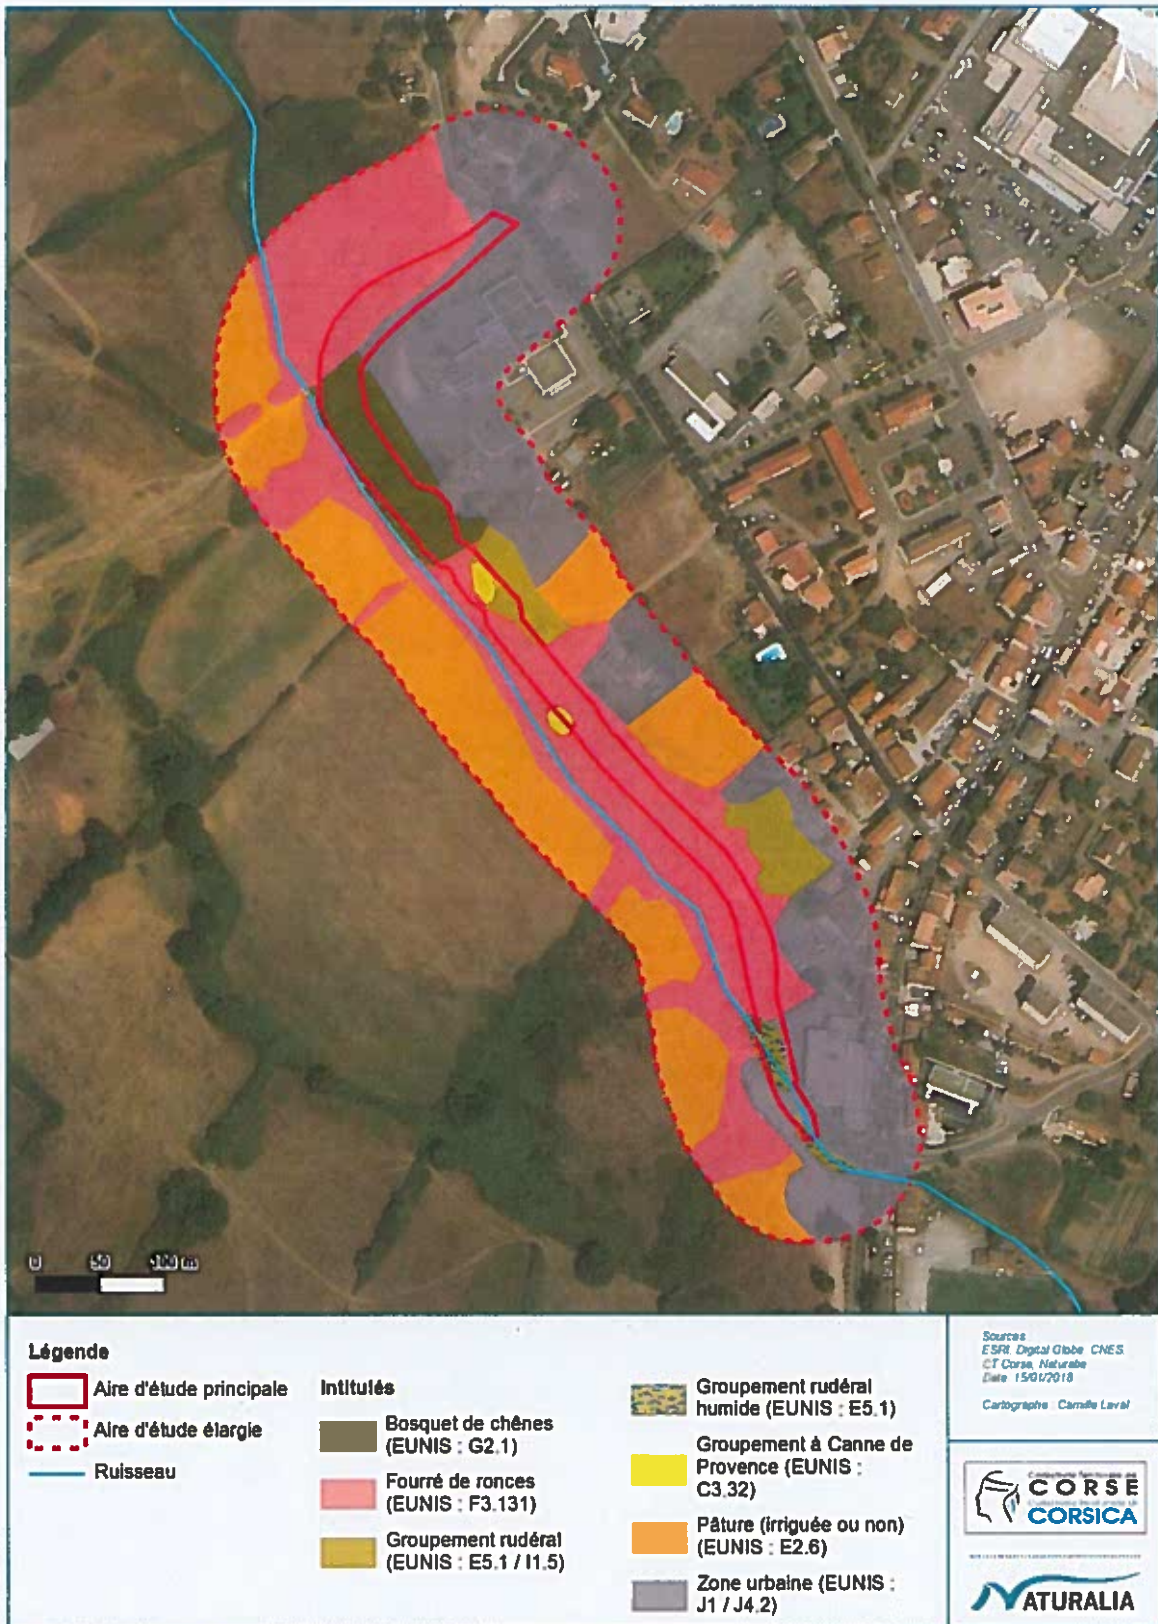 0 50 100 m
Légende
Aire d'étude principale
Aire d'étude élargie
Ruisseau
Intitulés
Bosquet de chênes
(EUNIS : G2.1)
Fourré de ronces
(EUNIS : F3.131)
Groupement rudéral
(EUNIS : E5.1 / I1.5)
Groupement rudéral
humide (EUNIS : E5.1)
Groupement à Canne de
Provence (EUNIS :
C3.32)
Pâture (irriguée ou non)
(EUNIS : E2.6)
Zone urbaine (EUNIS :
J1 / J4.2)
Sources
ESRI, Digital Globe, CNES,
CT Corse, Naturalia
Date : 15/01/2018
Cartographe : Camille Laval
CORSE
CORSICA
NATURALIA